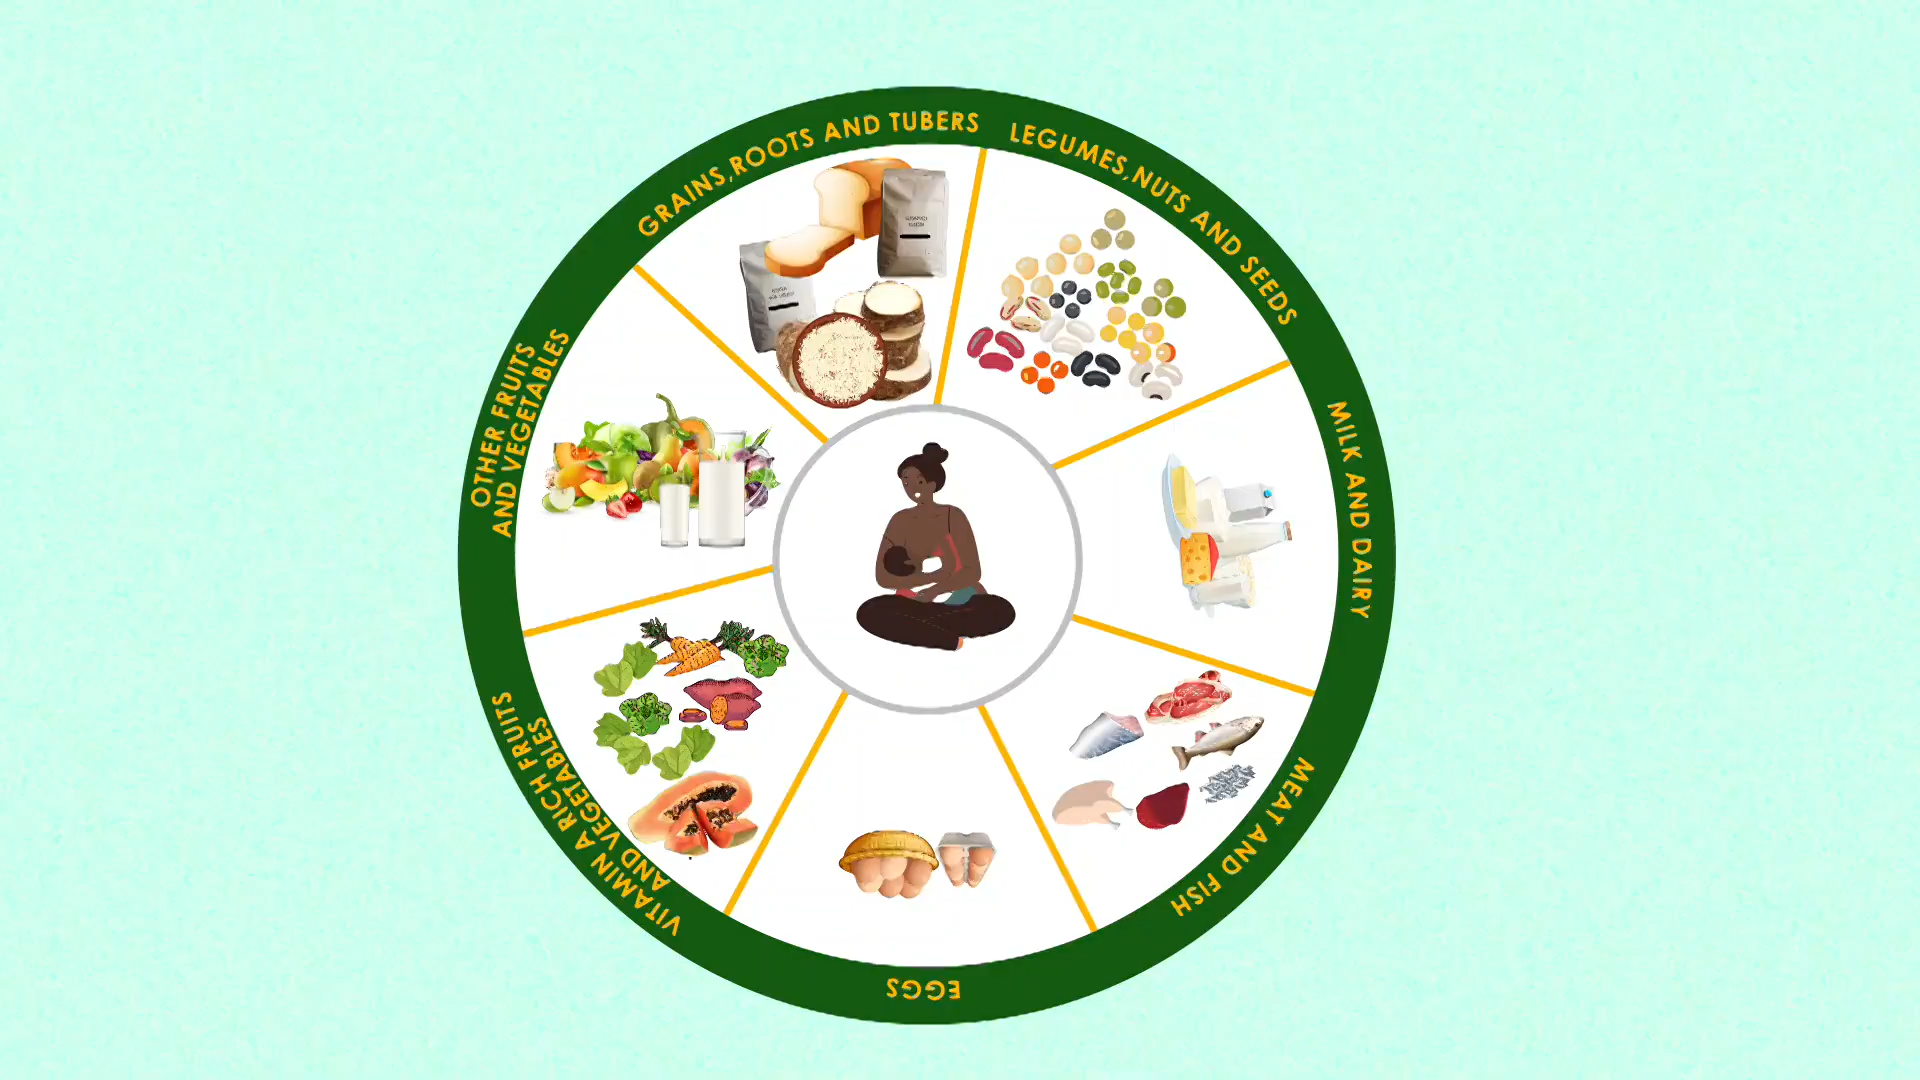 GRAINS,ROOTS AND TUBERS
LEGUMES,NUTS AND SEEDS
MILK AND DAIRY
MEAT AND FISH
EGGS
VITAMIN A RICH FRUITS
AND VEGETABLES
OTHER FRUITS
AND VEGETABLES